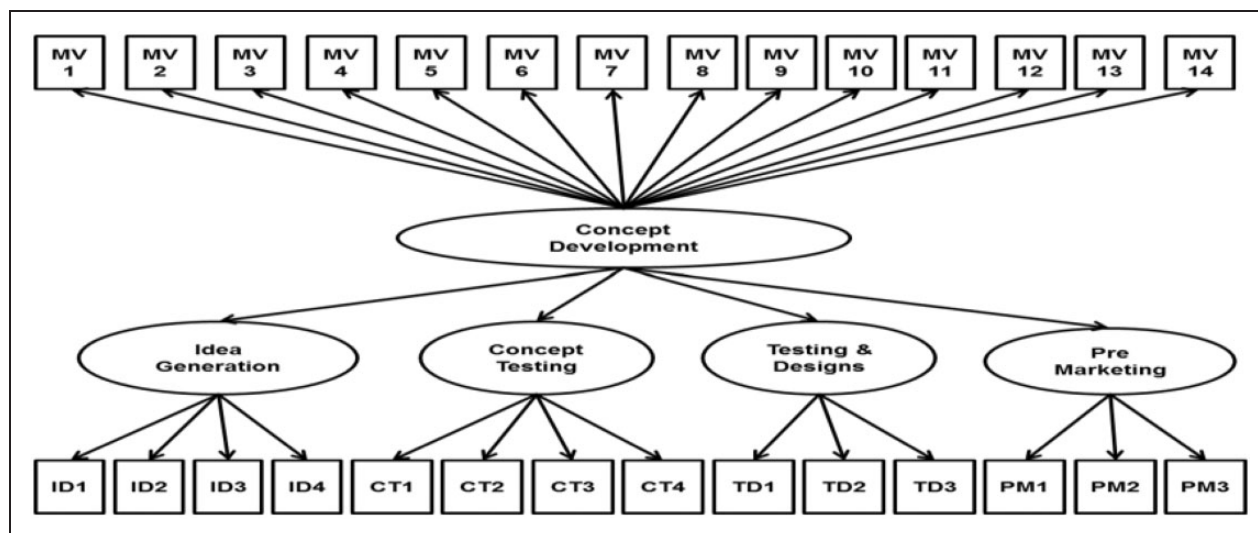 MV 1
MV 2
MV 3
MV 4
MV 5
MV 6
MV 7
MV 8
MV 9
MV 10
MV 11
MV 12
MV 13
MV 14
Concept
Development
Idea
Generation
Concept
Testing
Testing &
Designs
Pre
Marketing
ID1
ID2
ID3
ID4
CT1
CT2
CT3
CT4
TD1
TD2
TD3
PM1
PM2
PM3